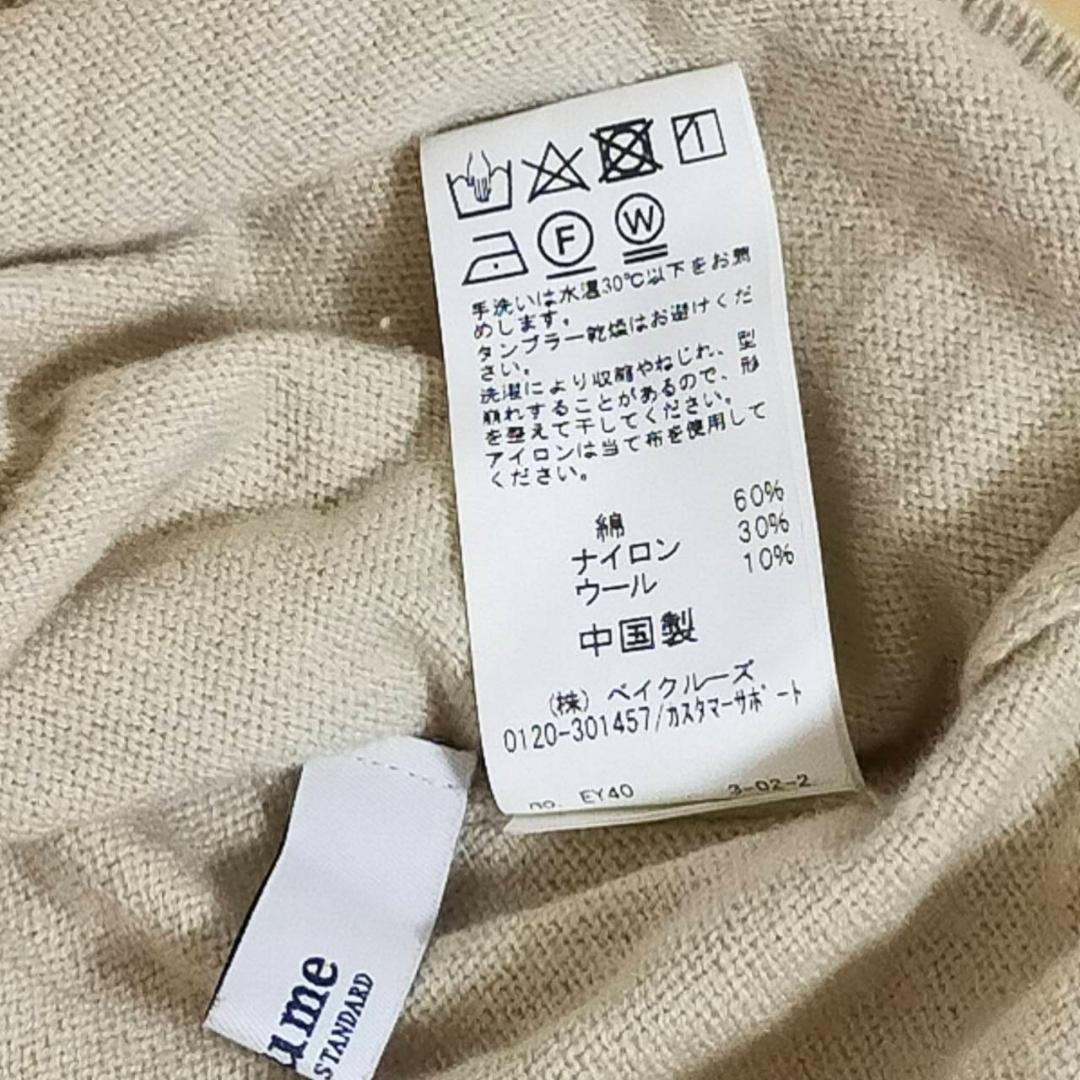 F W
手洗いは水温30℃以下をお勧
めします。
タンブラー乾燥はお避けくだ
さい。
洗濯により収縮やねじれ、型
崩れすることがあるので、形
を整えて干してください。
アイロンは当て布を使用して
ください。
綿 60%
ナイロン 30%
ウール 10%
中国製
(株) ベイクルーズ
0120-301457/カスタマーサポート
no. EY40 3-02-2
ume
STANDARD